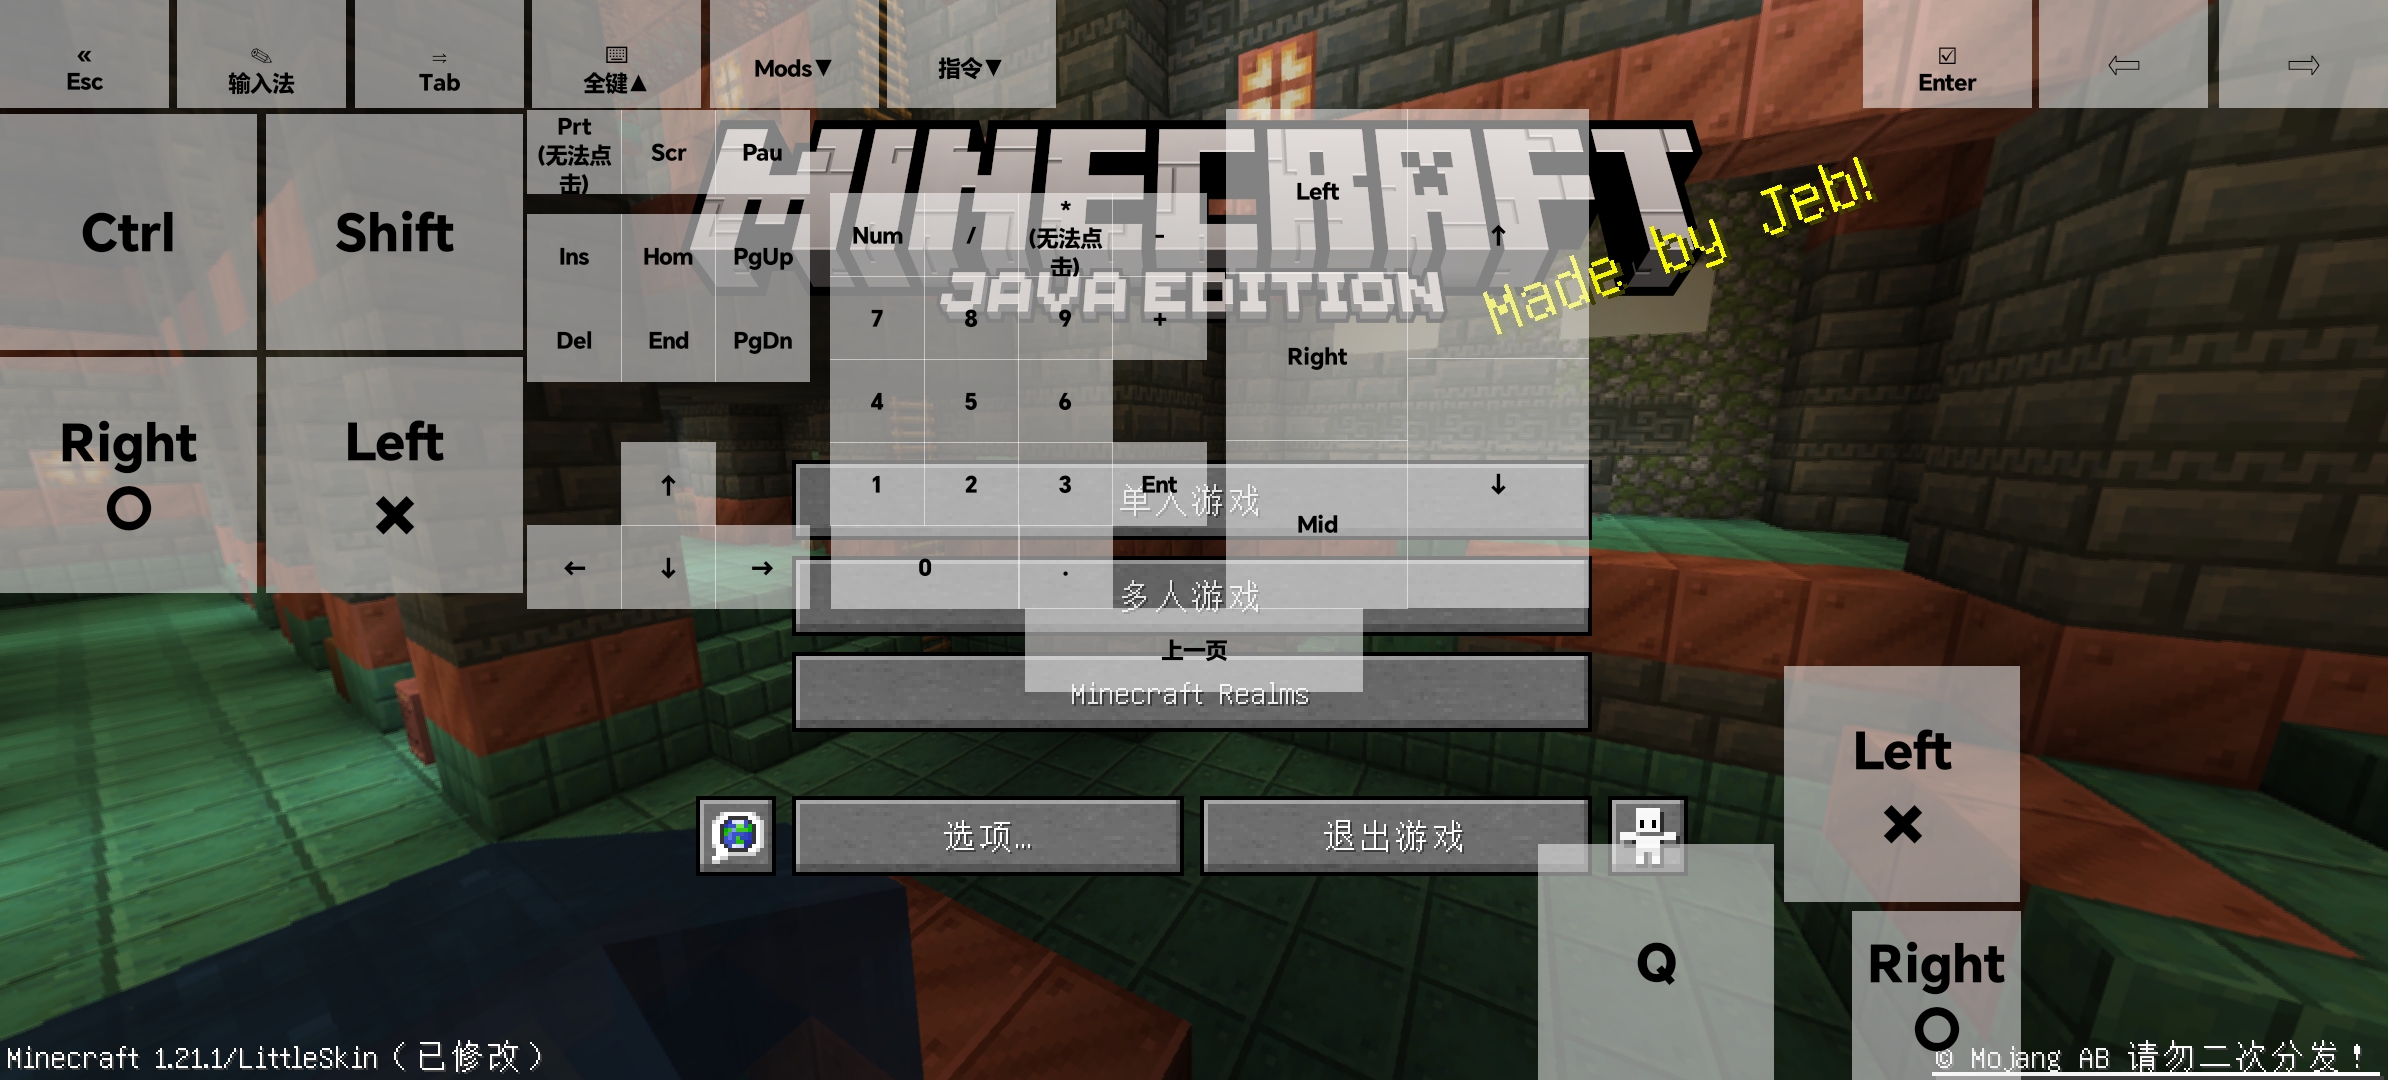 «
Esc
✎
输入法
⇉
Tab
⌨
全键▲
Mods▼
指令▼
☑
Enter
⇦
⇨
Ctrl
Shift
Right
○
Left
×
Prt
(无法点
击)
Scr
Pau
Ins
Hom
PgUp
Del
End
PgDn
↑
←
↓
→
Num
/
*
(无法点
击)
-
7
8
9
+
4
5
6
1
2
3
Ent
0
.
Left
Right
Mid
↑
↓
上一页
MINECRAFT
JAVA EDITION
Made by Jeb!
单人游戏
多人游戏
Minecraft Realms
选项...
退出游戏
Left
×
Q
Right
○
Minecraft 1.21.1/LittleSkin（已修改）
© Mojang AB 请勿二次分发！